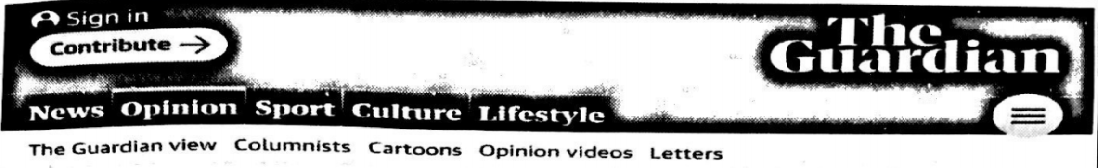 Sign in
Contribute →
The
Guardian
News Opinion Sport Culture Lifestyle
The Guardian view Columnists Cartoons Opinion videos Letters